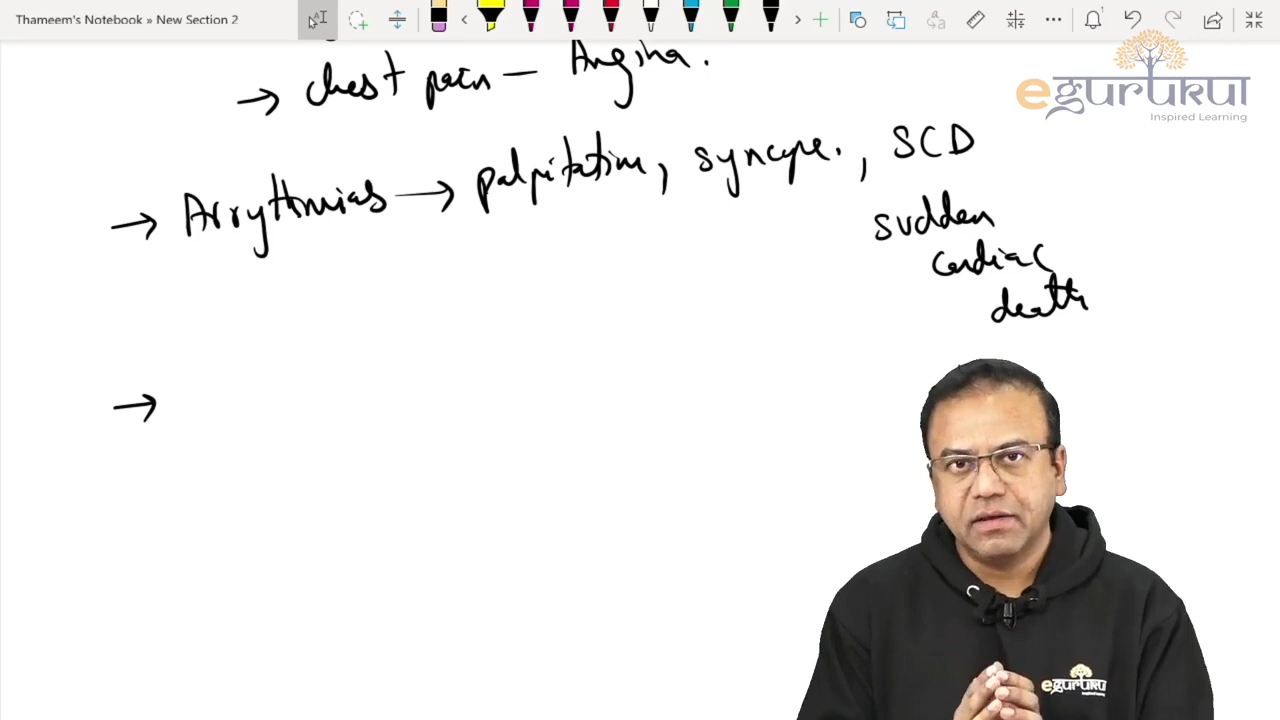 Thameem's Notebook » New Section 2
egurukul
Inspired Learning
→ chest pain — Angina.
→ Arrythmias → palpitation, syncope., SCD
sudden
cardiac
death
→
egurukul